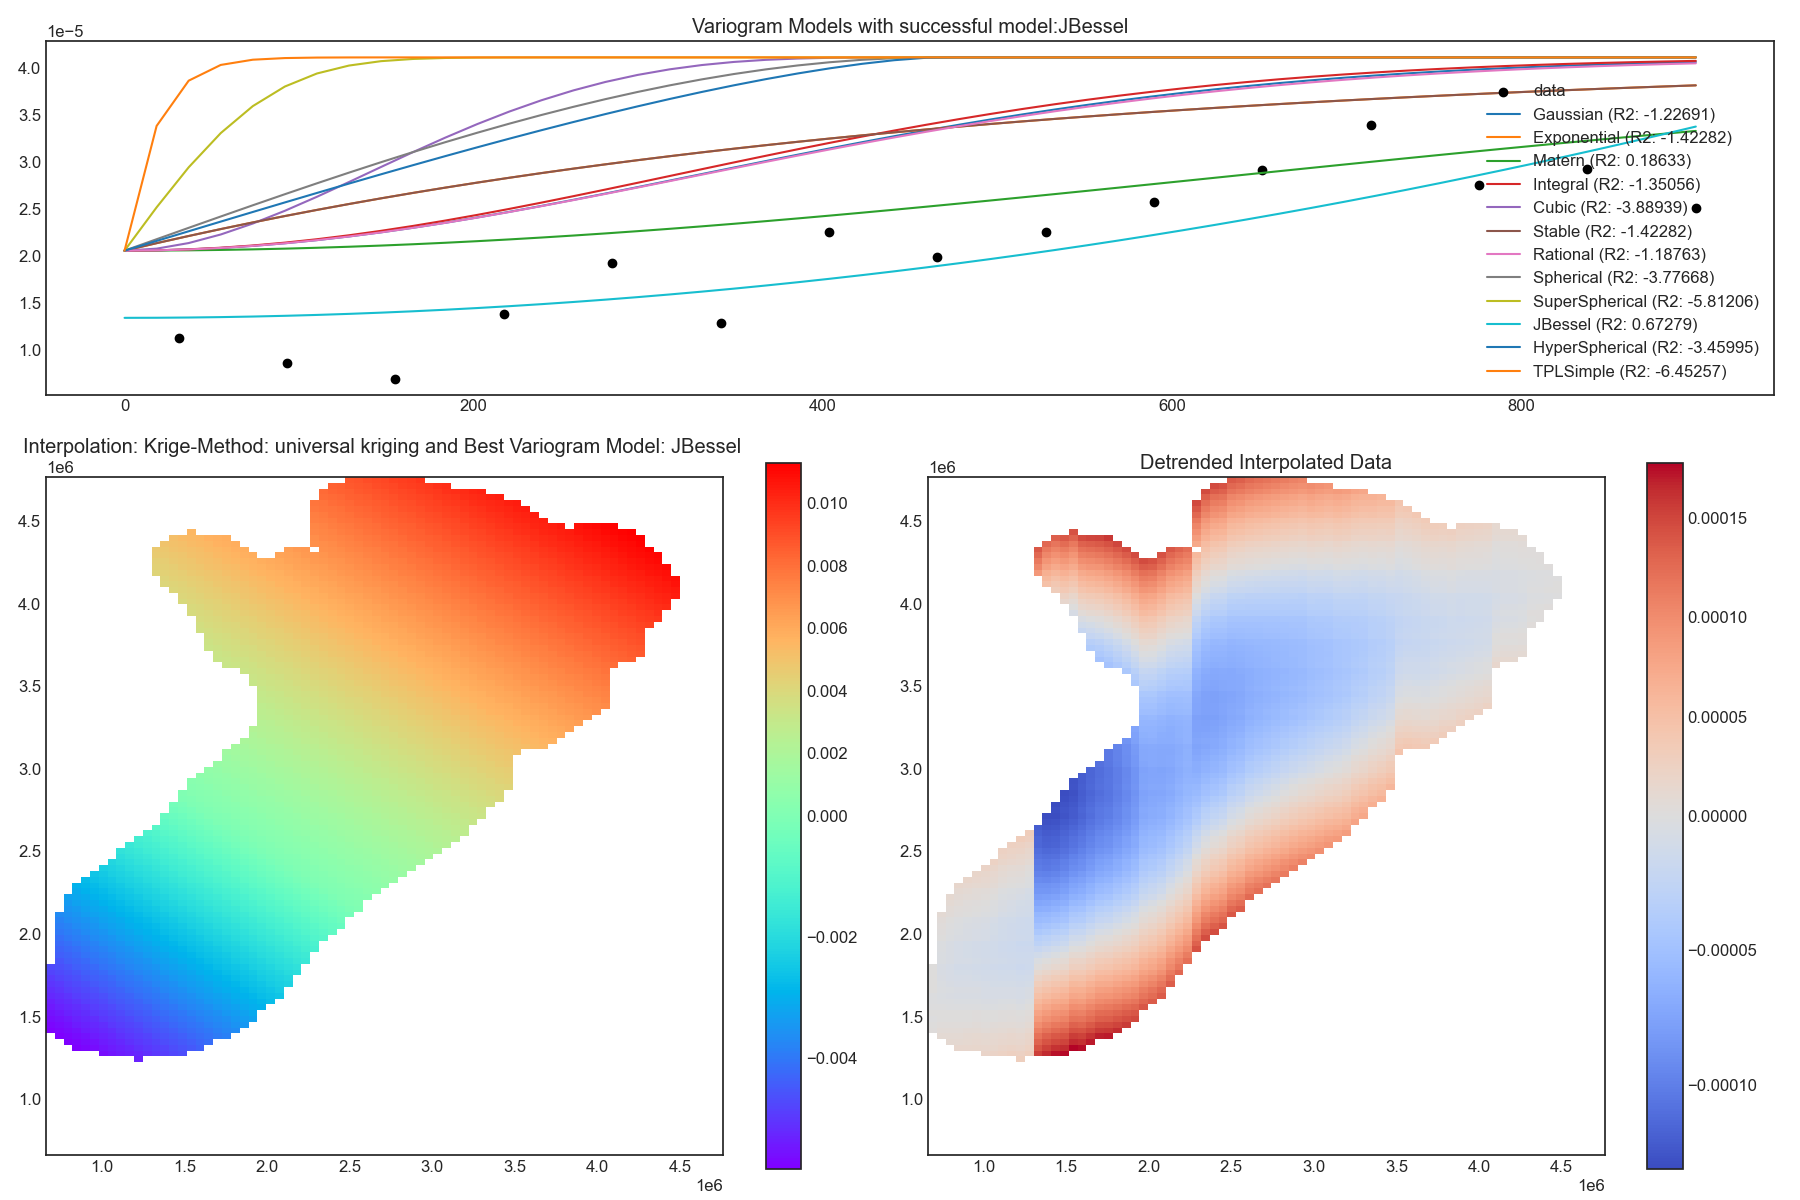 Variogram Models with successful model:JBessel
1e−5
4.0
3.5
3.0
2.5
2.0
1.5
1.0
0 200 400 600 800
data
Gaussian (R2: -1.22691)
Exponential (R2: -1.42282)
Matern (R2: 0.18633)
Integral (R2: -1.35056)
Cubic (R2: -3.88939)
Stable (R2: -1.42282)
Rational (R2: -1.18763)
Spherical (R2: -3.77668)
SuperSpherical (R2: -5.81206)
JBessel (R2: 0.67279)
HyperSpherical (R2: -3.45995)
TPLSimple (R2: -6.45257)
Interpolation: Krige-Method: universal kriging and Best Variogram Model: JBessel
1e6
4.5
4.0
3.5
3.0
2.5
2.0
1.5
1.0
1.0 1.5 2.0 2.5 3.0 3.5 4.0 4.5
1e6
0.010
0.008
0.006
0.004
0.002
0.000
−0.002
−0.004
Detrended Interpolated Data
1e6
4.5
4.0
3.5
3.0
2.5
2.0
1.5
1.0
1.0 1.5 2.0 2.5 3.0 3.5 4.0 4.5
1e6
0.00015
0.00010
0.00005
0.00000
−0.00005
−0.00010